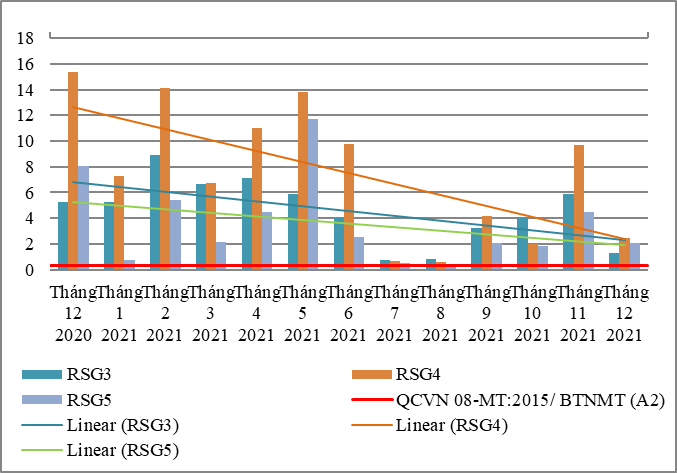 18
16
14
12
10
8
6
4
2
0
Tháng Tháng Tháng Tháng Tháng Tháng Tháng Tháng Tháng Tháng Tháng Tháng Tháng
12 1 2 3 4 5 6 7 8 9 10 11 12
2020 2021 2021 2021 2021 2021 2021 2021 2021 2021 2021 2021 2021
RSG3 RSG4
RSG5 QCVN 08-MT:2015/ BTNMT (A2)
Linear (RSG3) Linear (RSG4)
Linear (RSG5)